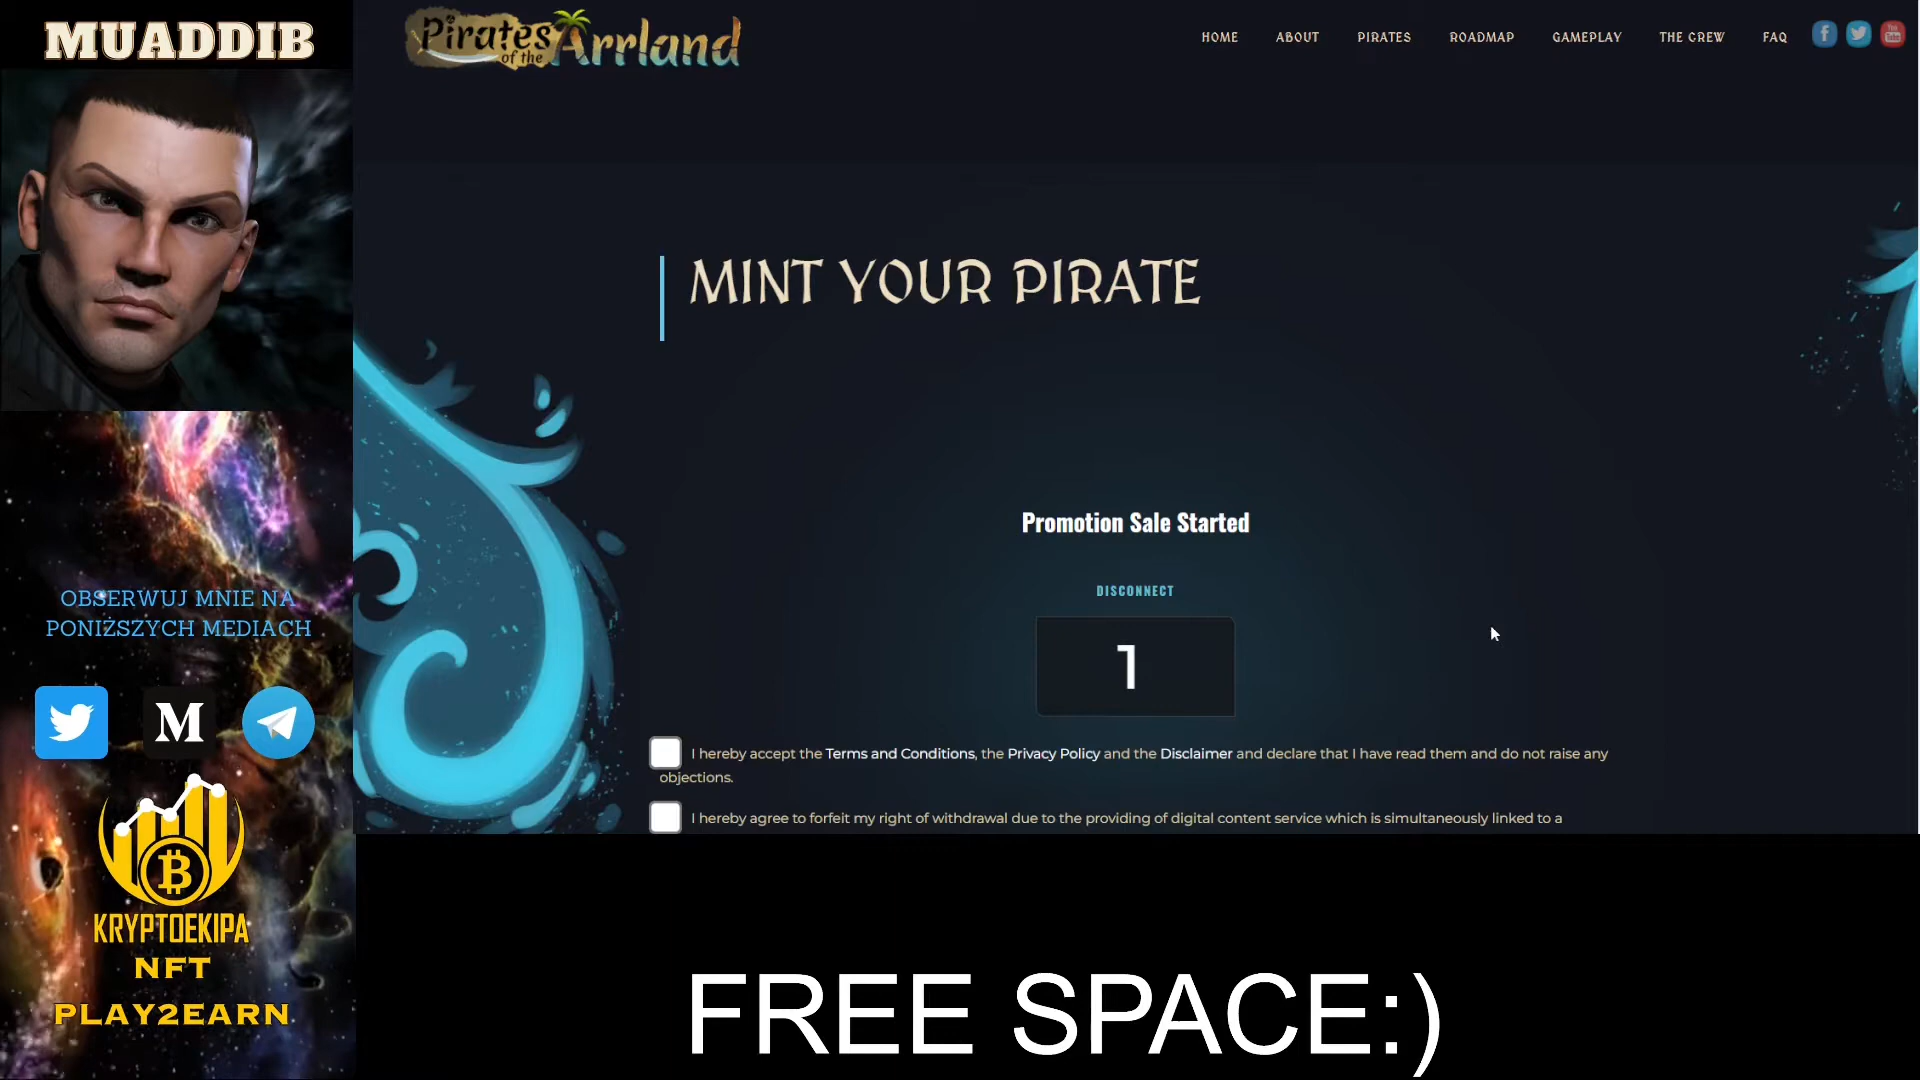 MUADDIB
Pirates
of the
Arrland
HOME ABOUT PIRATES ROADMAP GAMEPLAY THE CREW FAQ
MINT YOUR PIRATE
Promotion Sale Started
DISCONNECT
1
I hereby accept the Terms and Conditions, the Privacy Policy and the Disclaimer and declare that I have read them and do not raise any
objections.
I hereby agree to forfeit my right of withdrawal due to the providing of digital content service which is simultaneously linked to a
OBSERWUJ MNIE NA
PONIŻSZYCH MEDIACH
M
KRYPTOEKIPA
NFT
PLAY2EARN
FREE SPACE:)